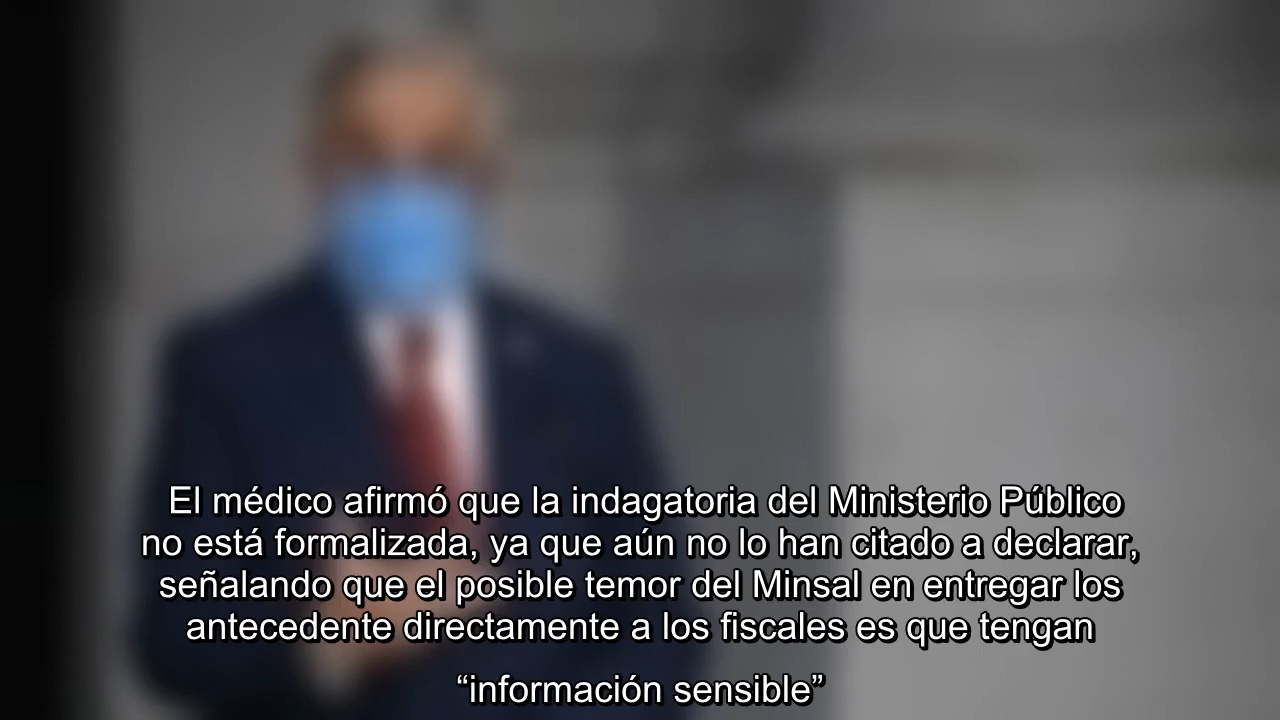 El médico afirmó que la indagatoria del Ministerio Público
no está formalizada, ya que aún no lo han citado a declarar,
señalando que el posible temor del Minsal en entregar los
antecedente directamente a los fiscales es que tengan
“información sensible”